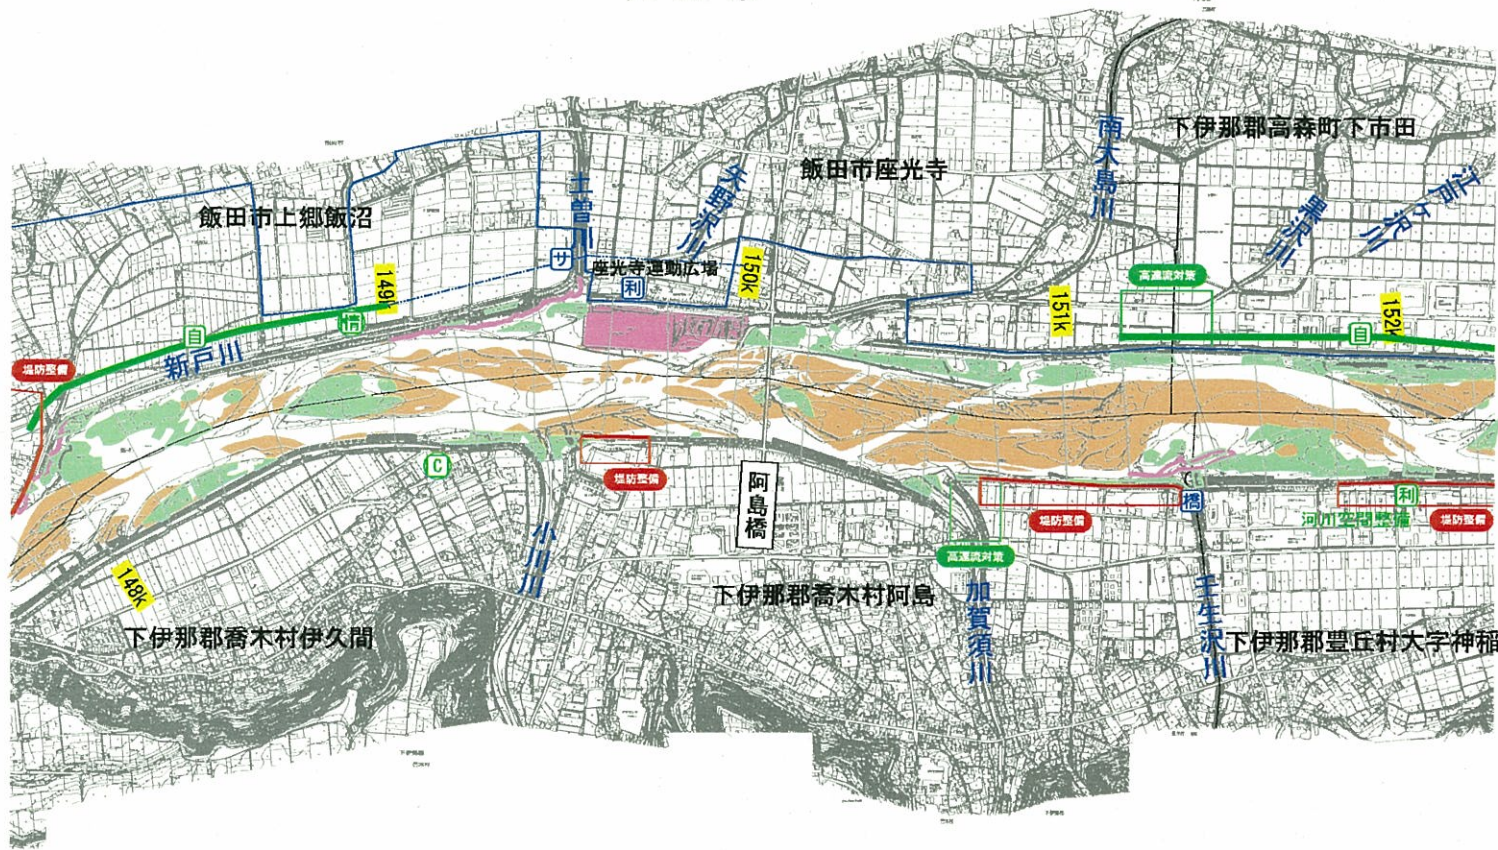 南大島川
下伊那郡高森町下市田
飯田市座光寺
矢野沢川
江戸ヶ沢川
黒沢川
土曽川
飯田市上郷飯沼
サ
座光寺運動広場
利
150k
149k
高速流対策
151k
152k
情
自
自
新戸川
堤防整備
C
堤防整備
阿島橋
橋
利
堤防整備
河川空間整備
堤防整備
小川川
高速流対策
148k
加賀須川
壬生沢川
下伊那郡喬木村阿島
下伊那郡喬木村伊久間
下伊那郡豊丘村大字神稲